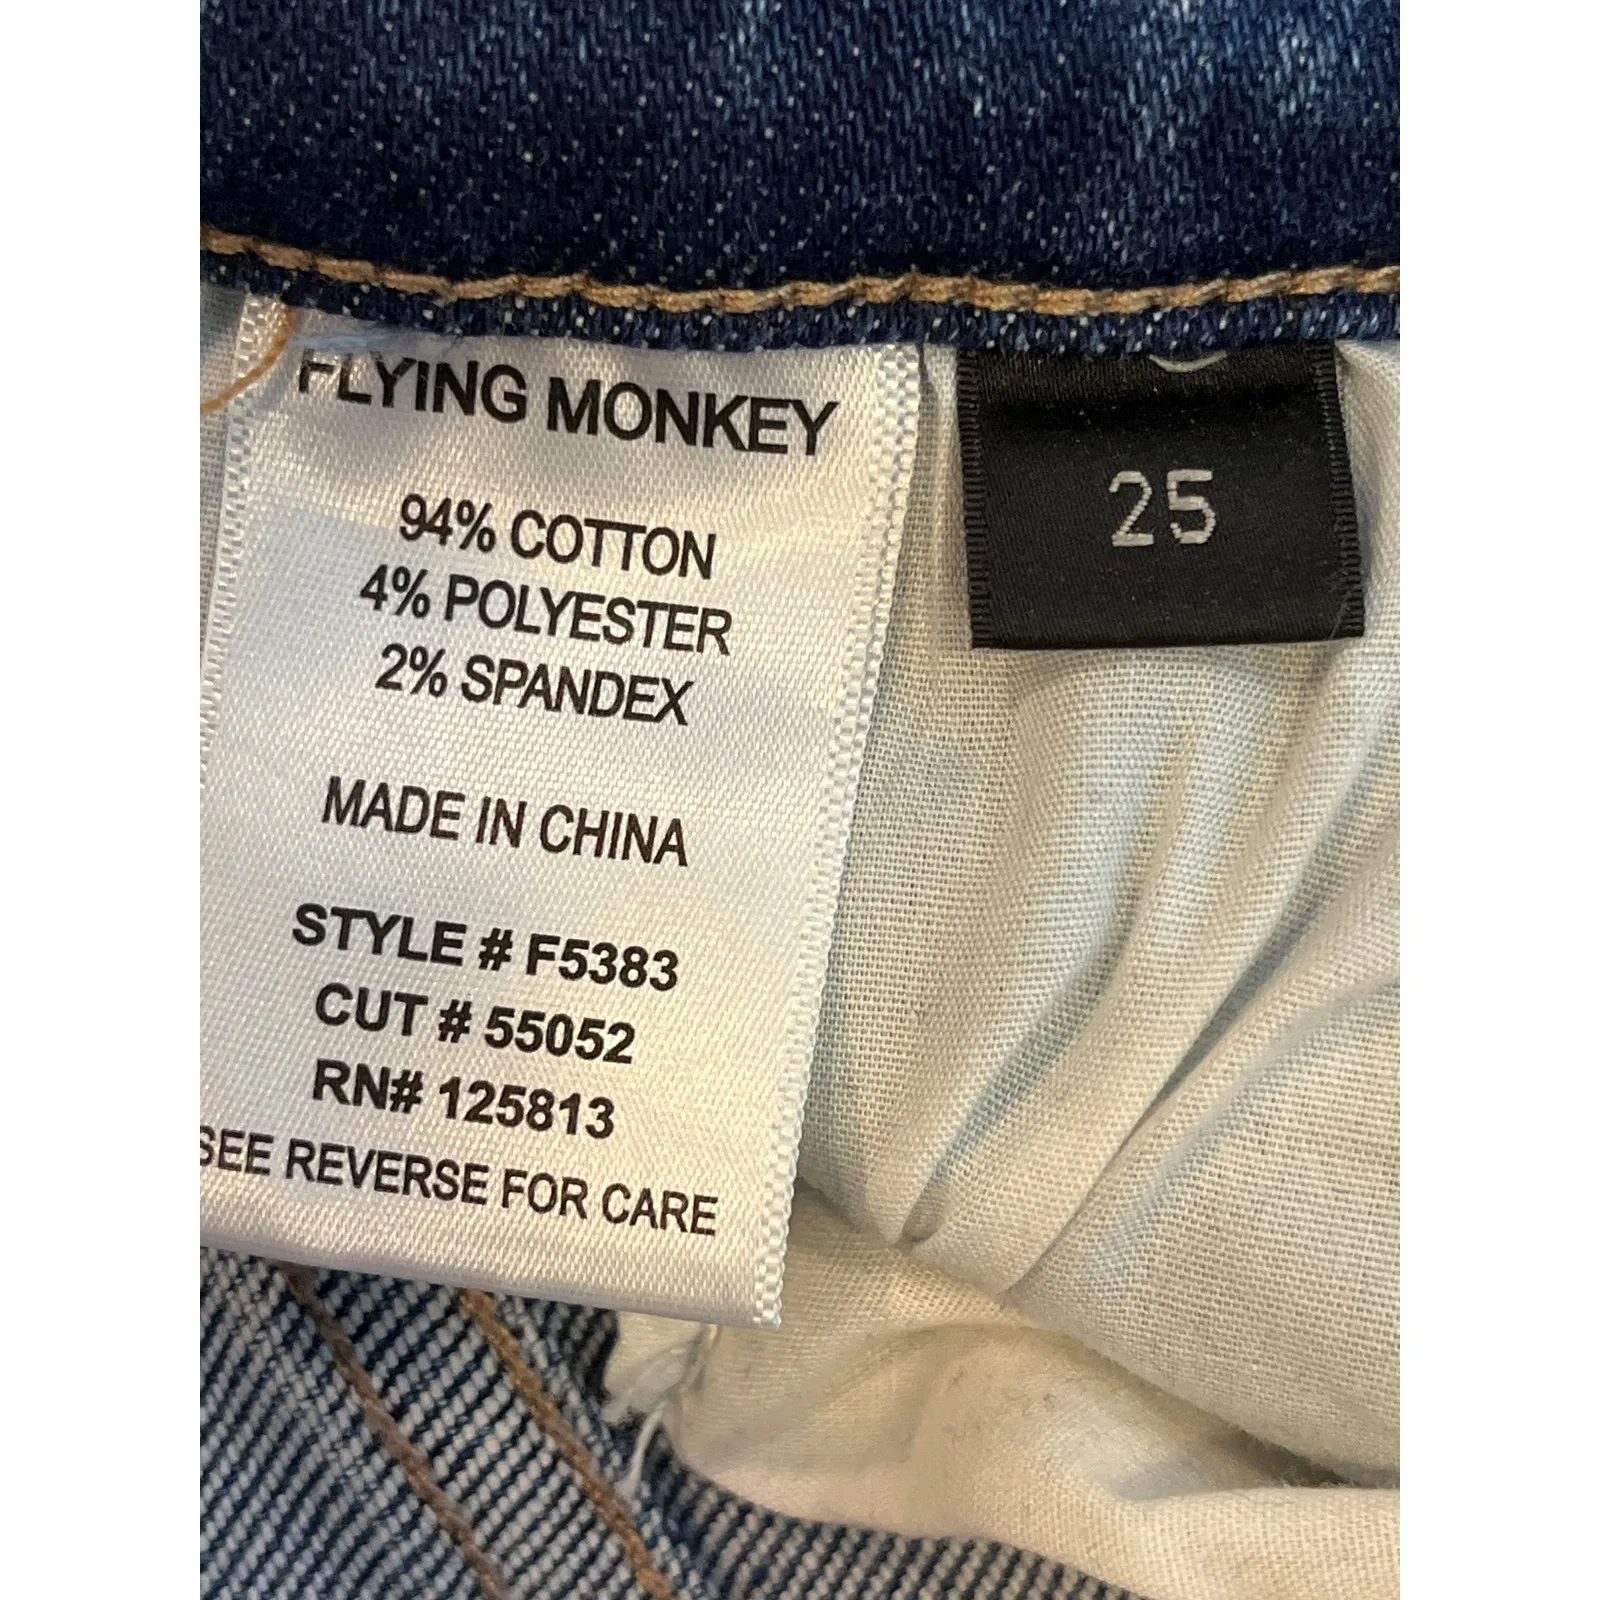 FLYING MONKEY
94% COTTON
4% POLYESTER
2% SPANDEX
MADE IN CHINA
STYLE # F5383
CUT # 55052
RN# 125813
SEE REVERSE FOR CARE
25